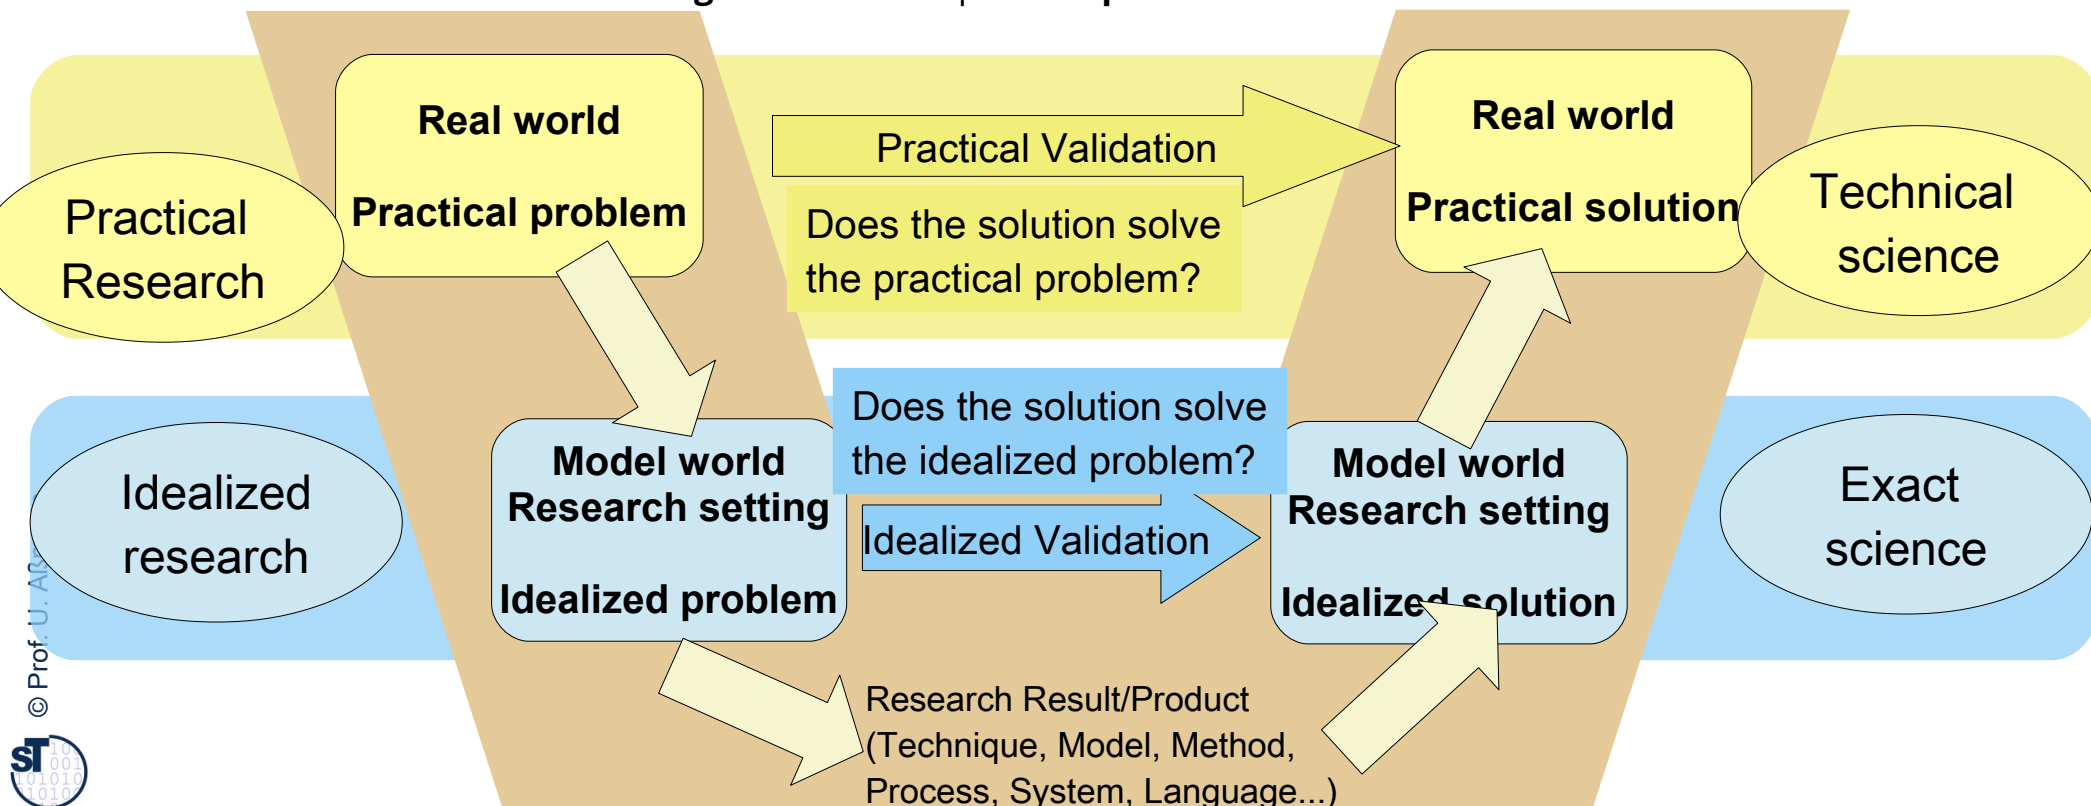 Real world
Practical problem
Practical Validation
Does the solution solve
the practical problem?
Real world
Practical solution
Practical
Research
Technical
science
Does the solution solve
the idealized problem?
Idealized Validation
Model world
Research setting
Idealized problem
Model world
Research setting
Idealized solution
Idealized
research
Exact
science
Research Result/Product
(Technique, Model, Method,
Process, System, Language...)
© Prof. U.
ST